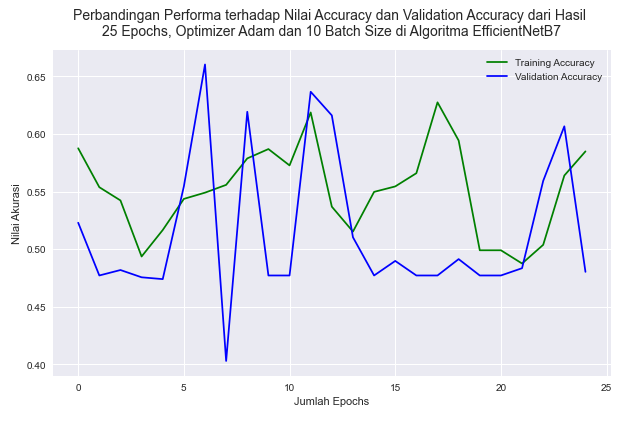 Perbandingan Performa terhadap Nilai Accuracy dan Validation Accuracy dari Hasil
25 Epochs, Optimizer Adam dan 10 Batch Size di Algoritma EfficientNetB7
Training Accuracy
Validation Accuracy
Nilai Akurasi
0.65
0.60
0.55
0.50
0.45
0.40
0
5
10
15
20
25
Jumlah Epochs